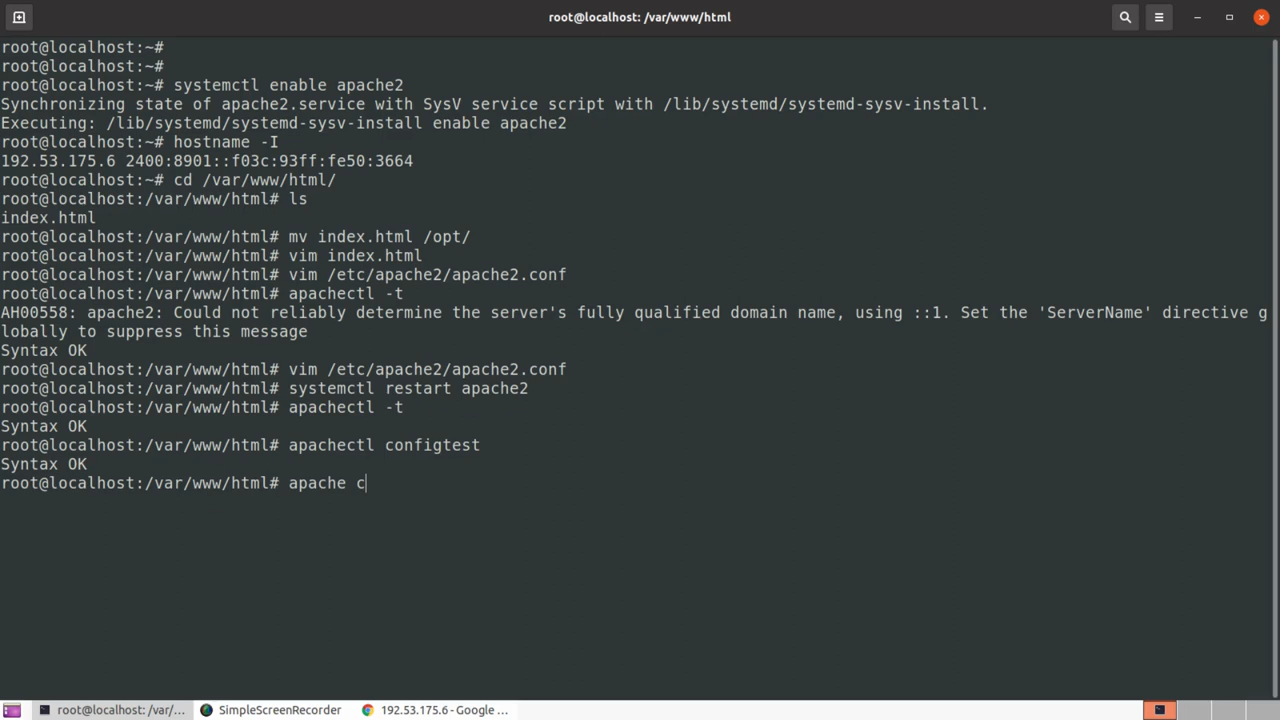 root@localhost: /var/www/html
root@localhost:~#
root@localhost:~#
root@localhost:~# systemctl enable apache2
Synchronizing state of apache2.service with SysV service script with /lib/systemd/systemd-sysv-install.
Executing: /lib/systemd/systemd-sysv-install enable apache2
root@localhost:~# hostname -I
192.53.175.6 2400:8901::f03c:93ff:fe50:3664
root@localhost:~# cd /var/www/html/
root@localhost:/var/www/html# ls
index.html
root@localhost:/var/www/html# mv index.html /opt/
root@localhost:/var/www/html# vim index.html
root@localhost:/var/www/html# vim /etc/apache2/apache2.conf
root@localhost:/var/www/html# apachectl -t
AH00558: apache2: Could not reliably determine the server's fully qualified domain name, using ::1. Set the 'ServerName' directive g
lobally to suppress this message
Syntax OK
root@localhost:/var/www/html# vim /etc/apache2/apache2.conf
root@localhost:/var/www/html# systemctl restart apache2
root@localhost:/var/www/html# apachectl -t
Syntax OK
root@localhost:/var/www/html# apachectl configtest
Syntax OK
root@localhost:/var/www/html# apache c
root@localhost: /var/...
SimpleScreenRecorder
192.53.175.6 - Google ...